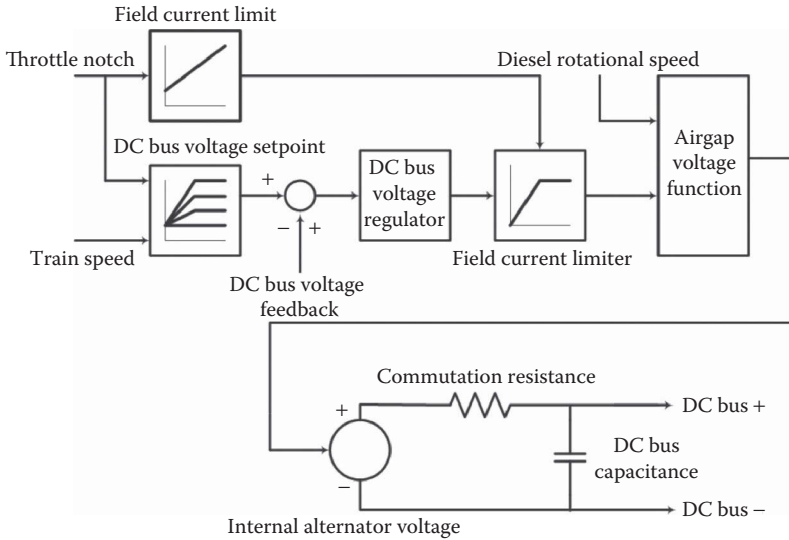 Field current limit
Throttle notch
Diesel rotational speed
DC bus voltage setpoint
Airgap
voltage
function
DC bus
voltage
regulator
+
− +
Train speed
Field current limiter
DC bus voltage
feedback
Commutation resistance
+
DC bus +
DC bus
capacitance
−
DC bus −
Internal alternator voltage